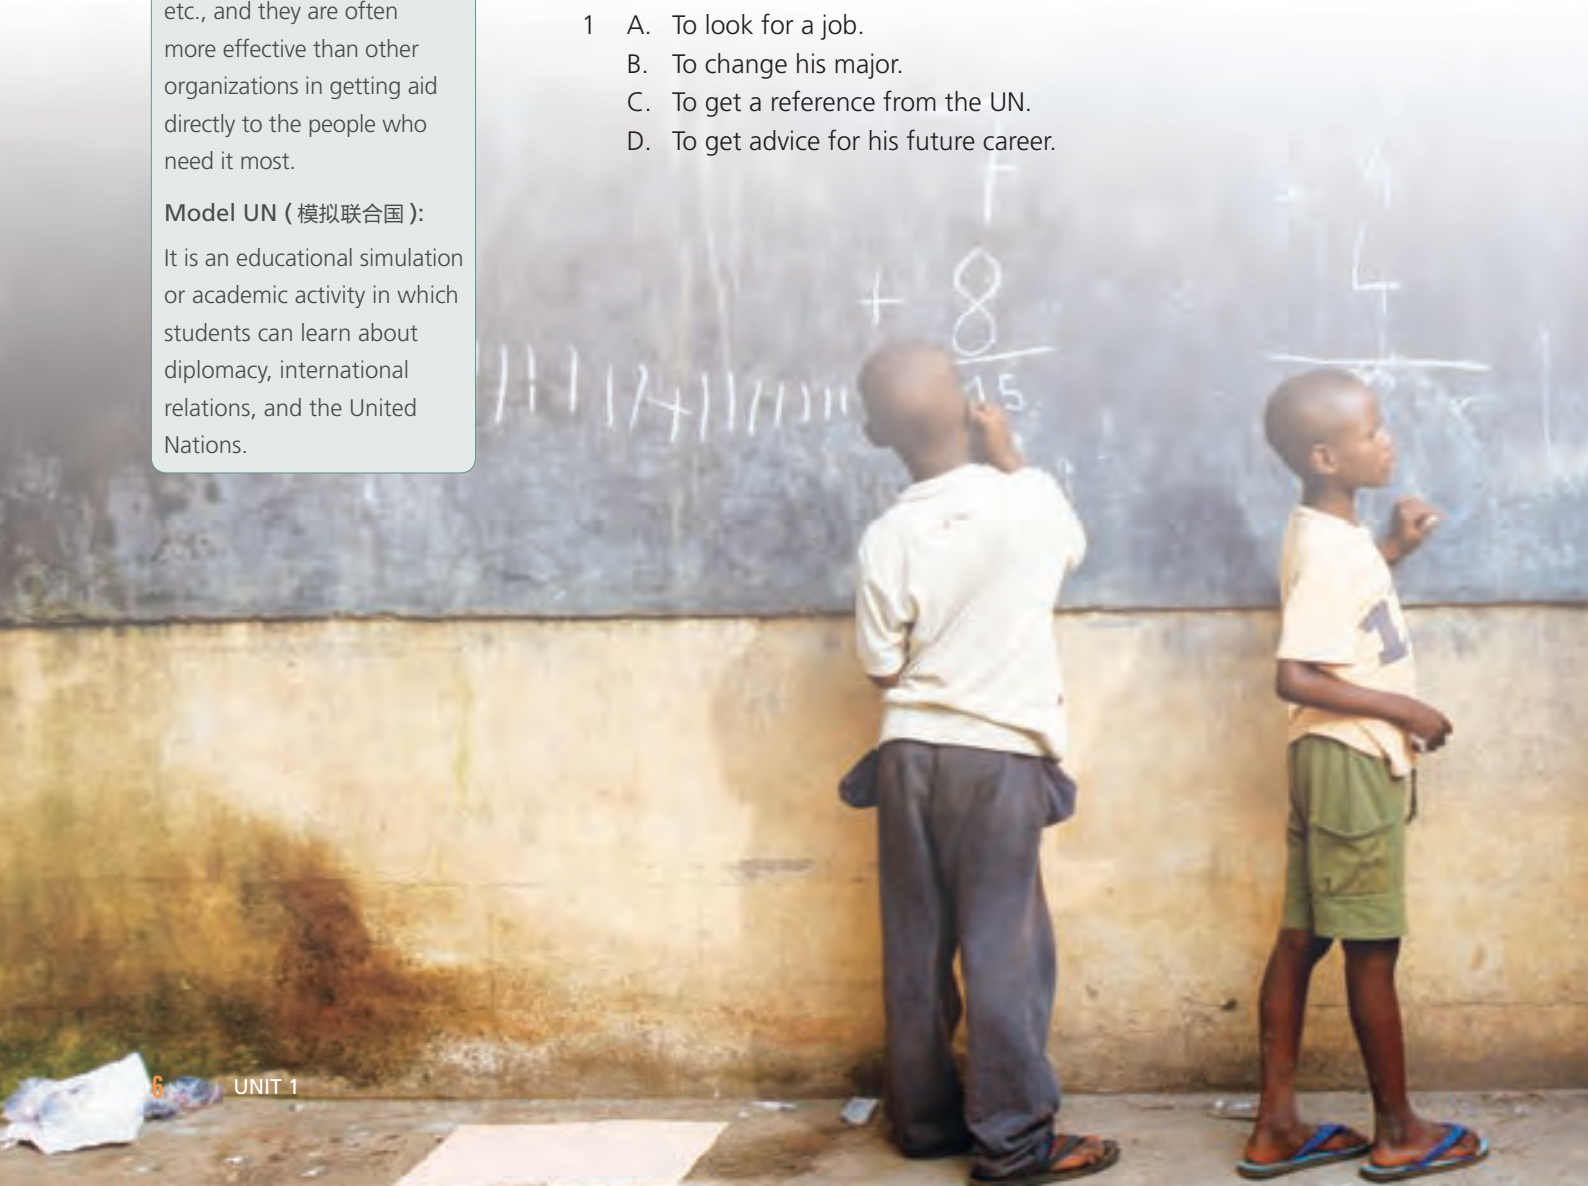 etc., and they are often
more effective than other
organizations in getting aid
directly to the people who
need it most.
Model UN ( 模拟联合国 ):
It is an educational simulation
or academic activity in which
students can learn about
diplomacy, international
relations, and the United
Nations.
1 A. To look for a job.
B. To change his major.
C. To get a reference from the UN.
D. To get advice for his future career.
+ 8
15
4
6 UNIT 1